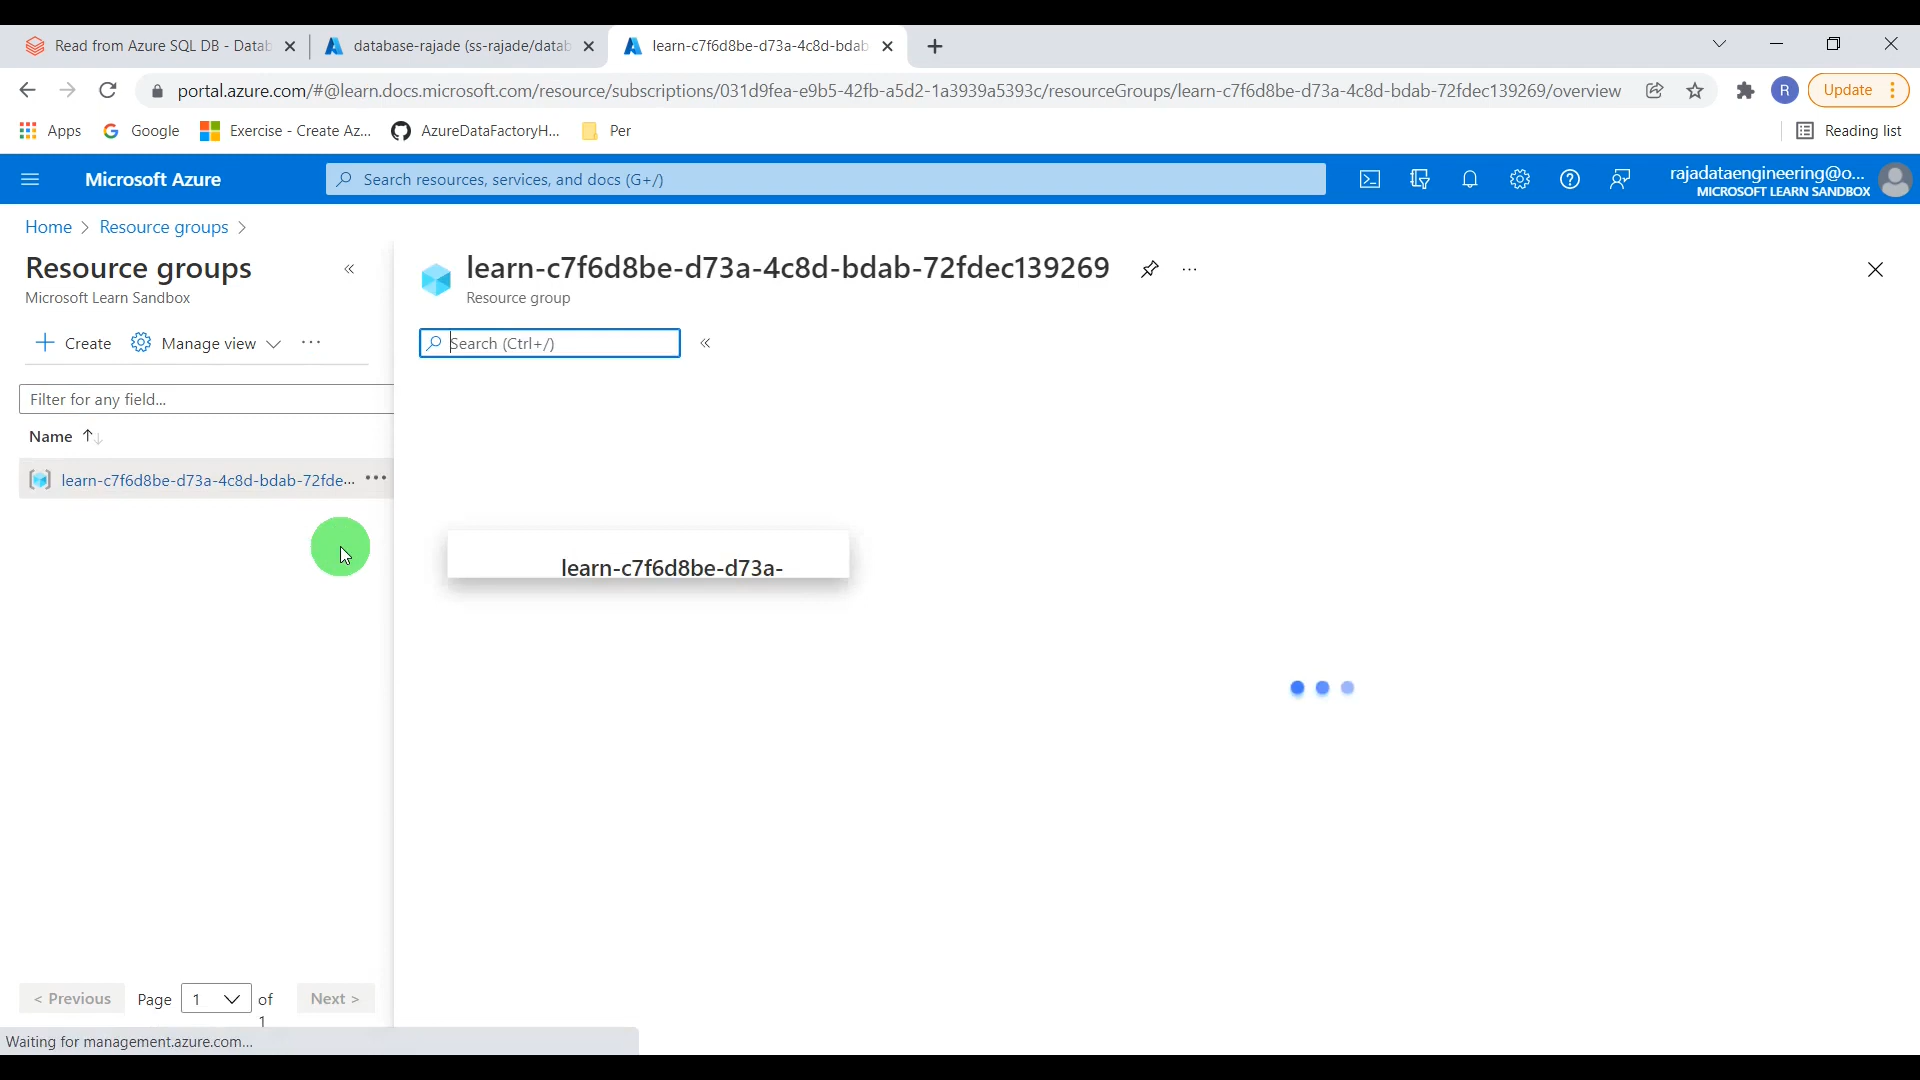 Read from Azure SQL DB - Datab
database-rajade (ss-rajade/datab
learn-c7f6d8be-d73a-4c8d-bdab
portal.azure.com/#@learn.docs.microsoft.com/resource/subscriptions/031d9fea-e9b5-42fb-a5d2-1a3939a5393c/resourceGroups/learn-c7f6d8be-d73a-4c8d-bdab-72fdec139269/overview
R
Update
Apps
Google
Exercise - Create Az...
AzureDataFactoryH...
Per
Reading list
Microsoft Azure
Search resources, services, and docs (G+/)
rajadataengineering@o...
MICROSOFT LEARN SANDBOX
Home > Resource groups >
Resource groups
Microsoft Learn Sandbox
learn-c7f6d8be-d73a-4c8d-bdab-72fdec139269
Resource group
Create
Manage view
Search (Ctrl+/)
Filter for any field...
Name
learn-c7f6d8be-d73a-4c8d-bdab-72fde...
learn-c7f6d8be-d73a-
< Previous
Page 1 of 1
Next >
Waiting for management.azure.com...